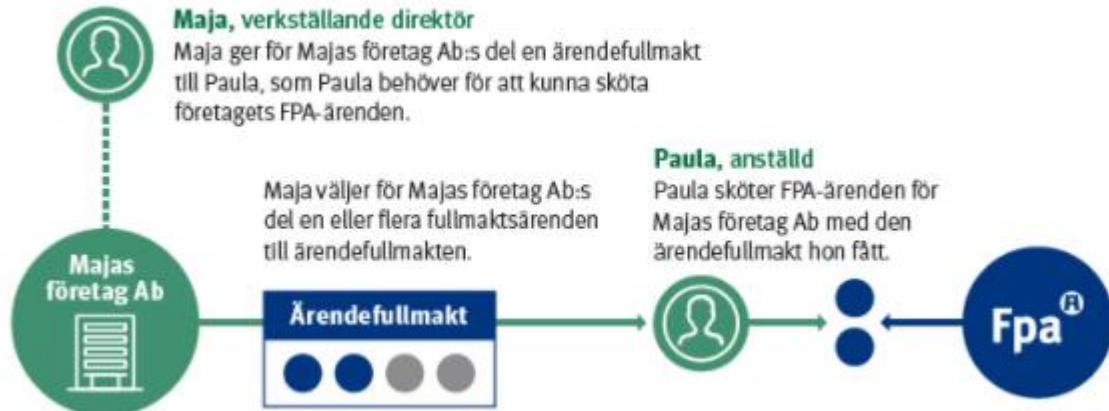 Maja, verkställande direktör
Maja ger för Majas företag Ab:s del en ärendefullmakt
till Paula, som Paula behöver för att kunna sköta
företagets FPA-ärenden.
Maja väljer för Majas företag Ab:s
del en eller flera fullmaktsärenden
till ärendefullmakten.
Paula, anställd
Paula sköter FPA-ärenden för
Majas företag Ab med den
ärendefullmakt hon fått.
Majas
företag Ab
Ärendefullmakt
Fpa